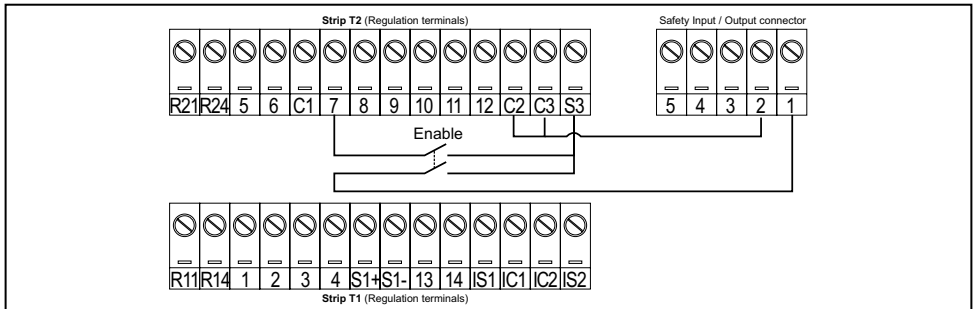 Strip T2 (Regulation terminals) Safety Input / Output connector
R21 R24 5 6 C1 7 8 9 10 11 12 C2 C3 S3 5 4 3 2 1
Enable
R11 R14 1 2 3 4 S1+ S1- 13 14 IS1 IC1 IC2 IS2
Strip T1 (Regulation terminals)